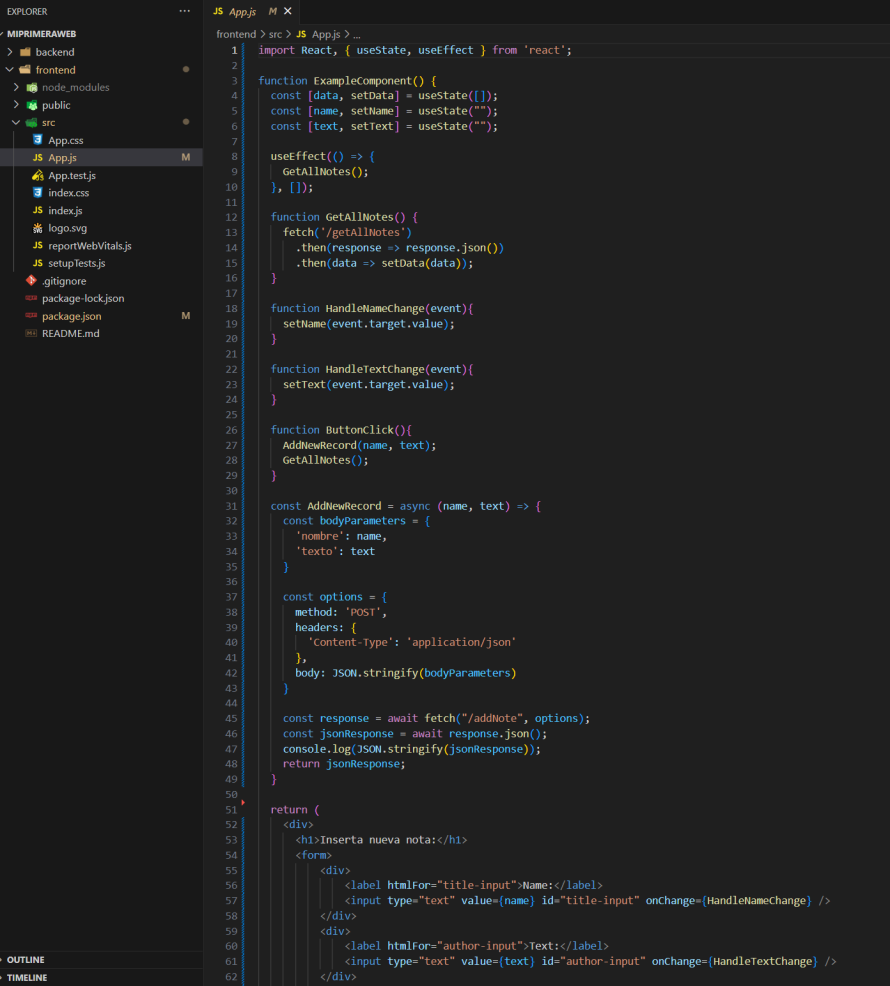 EXPLORER
...
MIPRIMERAWEB
backend
frontend
node_modules
public
src
App.css
App.js M
App.test.js
index.css
index.js
logo.svg
reportWebVitals.js
setupTests.js
.gitignore
package-lock.json
package.json M
README.md
OUTLINE
TIMELINE
JS App.js M
frontend > src > JS App.js > ...
1 import React, { useState, useEffect } from 'react';
2
3 function ExampleComponent() {
4   const [data, setData] = useState([]);
5   const [name, setName] = useState("");
6   const [text, setText] = useState("");
7
8   useEffect(() => {
9     GetAllNotes();
10   }, []);
11
12   function GetAllNotes() {
13     fetch('/getAllNotes')
14       .then(response => response.json())
15       .then(data => setData(data));
16   }
17
18   function HandleNameChange(event){
19     setName(event.target.value);
20   }
21
22   function HandleTextChange(event){
23     setText(event.target.value);
24   }
25
26   function ButtonClick(){
27     AddNewRecord(name, text);
28     GetAllNotes();
29   }
30
31   const AddNewRecord = async (name, text) => {
32     const bodyParameters = {
33       'nombre': name,
34       'texto': text
35     }
36
37     const options = {
38       method: 'POST',
39       headers: {
40         'Content-Type': 'application/json'
41       },
42       body: JSON.stringify(bodyParameters)
43     }
44
45     const response = await fetch("/addNote", options);
46     const jsonResponse = await response.json();
47     console.log(JSON.stringify(jsonResponse));
48     return jsonResponse;
49   }
50
51   return (
52     <div>
53       <h1>Inserta nueva nota:</h1>
54       <form>
55           <div>
56               <label htmlFor="title-input">Name:</label>
57               <input type="text" value={name} id="title-input" onChange={HandleNameChange} />
58           </div>
59           <div>
60               <label htmlFor="author-input">Text:</label>
61               <input type="text" value={text} id="author-input" onChange={HandleTextChange} />
62           </div>